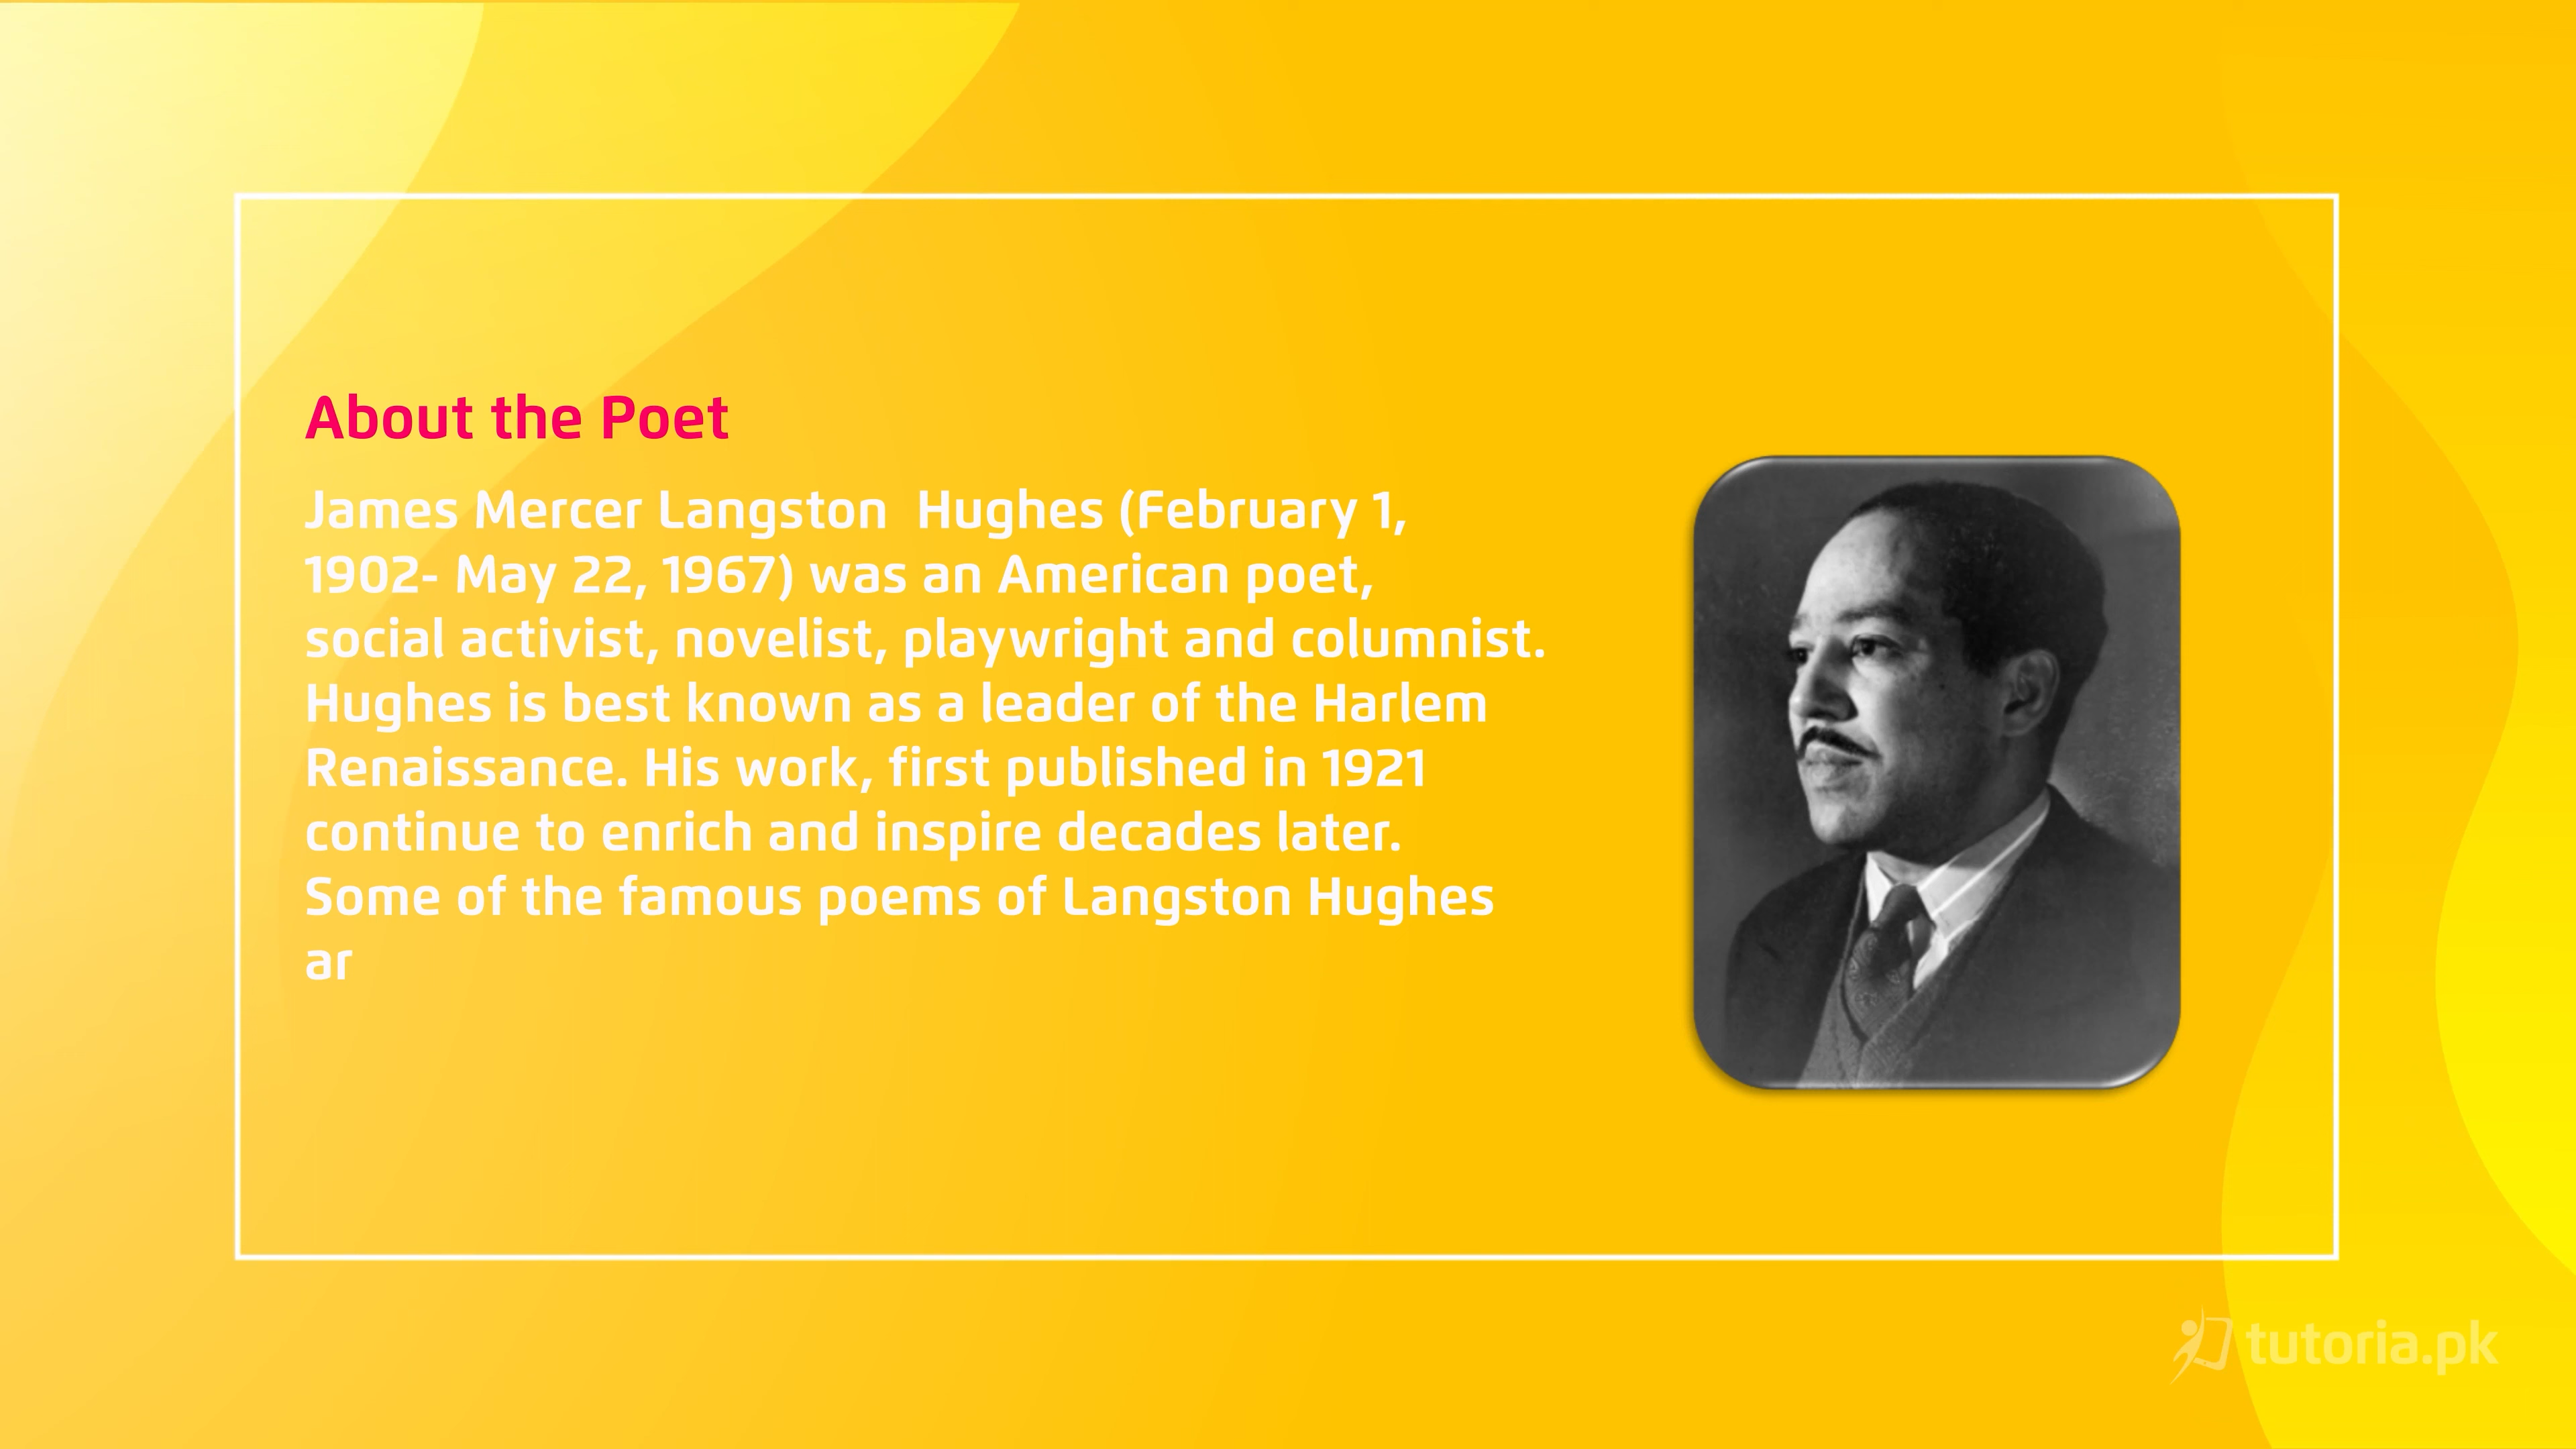 About the Poet
James Mercer Langston  Hughes (February 1,
1902- May 22, 1967) was an American poet,
social activist, novelist, playwright and columnist.
Hughes is best known as a leader of the Harlem
Renaissance. His work, first published in 1921
continue to enrich and inspire decades later.
Some of the famous poems of Langston Hughes
ar
tutoria.pk